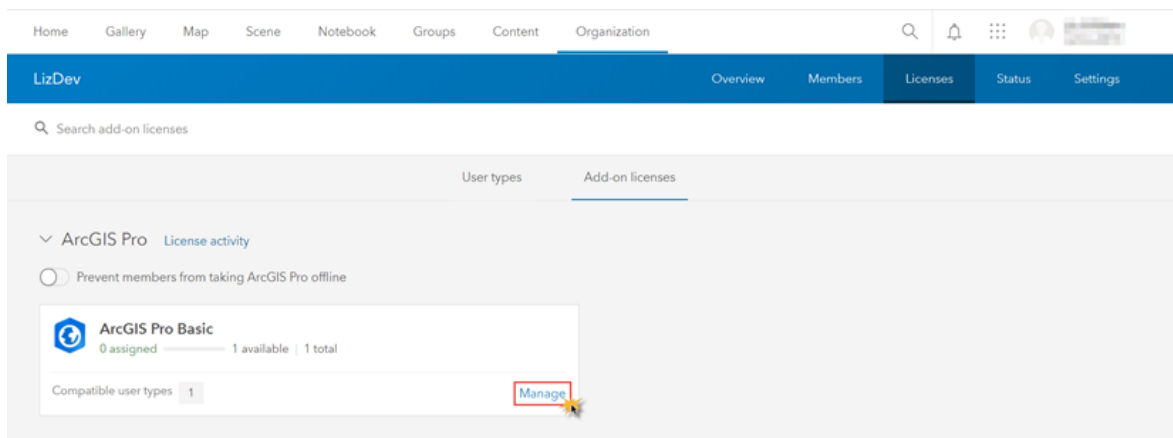 Home Gallery Map Scene Notebook Groups Content Organization
LizDev Overview Members Licenses Status Settings
Search add-on licenses
User types Add-on licenses
ArcGIS Pro License activity
Prevent members from taking ArcGIS Pro offline
ArcGIS Pro Basic
0 assigned 1 available | 1 total
Compatible user types 1 Manage